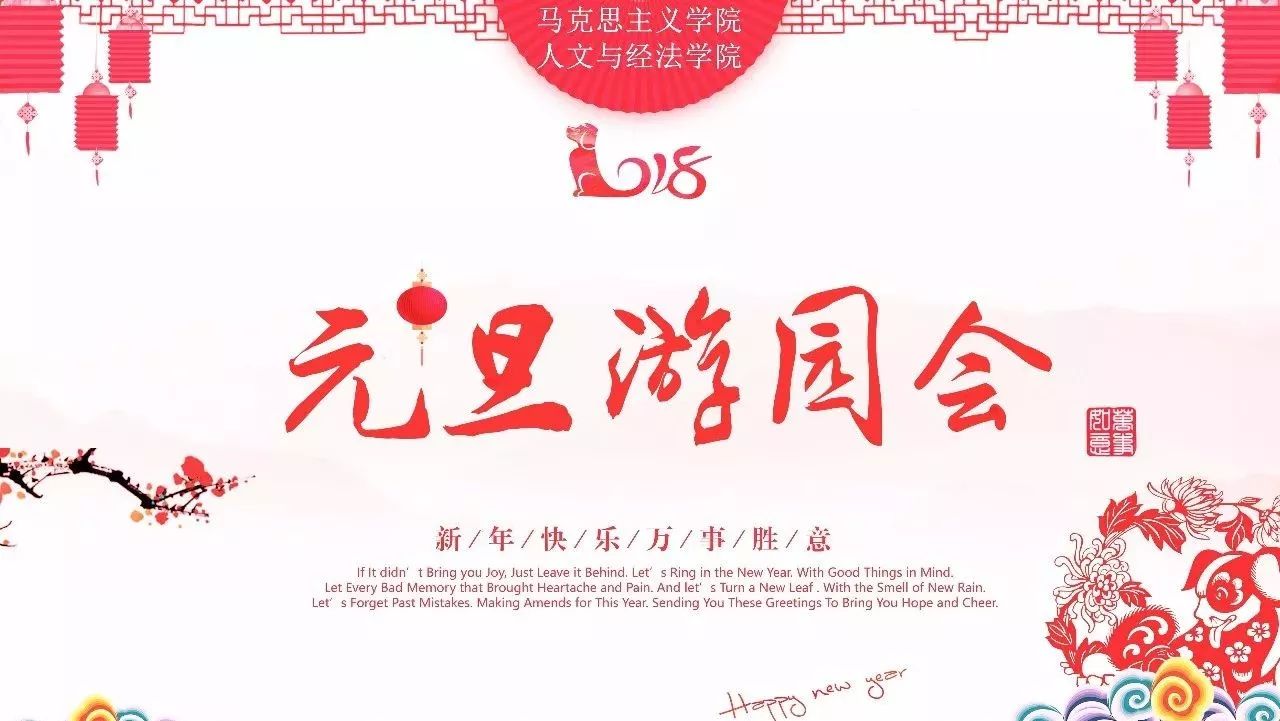 马克思主义学院
人文与经法学院
2018
元旦游园会
萬事如意
新/年/快/乐/万/事/胜/意
If It didn’t Bring you Joy, Just Leave it Behind. Let’s Ring in the New Year. With Good Things in Mind.
Let Every Bad Memory that Brought Heartache and Pain. And let’s Turn a New Leaf . With the Smell of New Rain.
Let’s Forget Past Mistakes. Making Amends for This Year. Sending You These Greetings To Bring You Hope and Cheer.
Happy new year